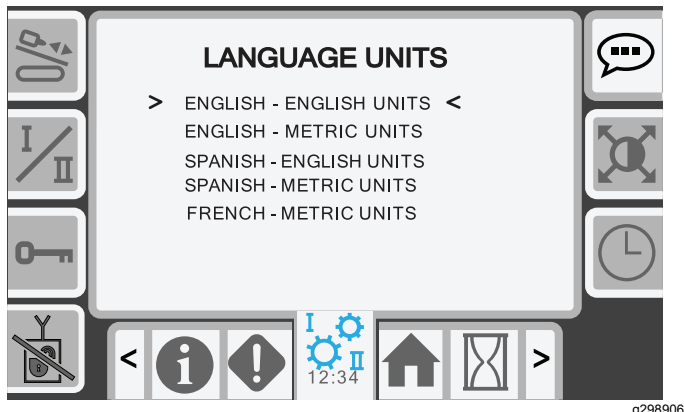 LANGUAGE UNITS
> ENGLISH - ENGLISH UNITS <
ENGLISH - METRIC UNITS
SPANISH - ENGLISH UNITS
SPANISH - METRIC UNITS
FRENCH - METRIC UNITS
I
II
I
II
< 12:34 >
g298906